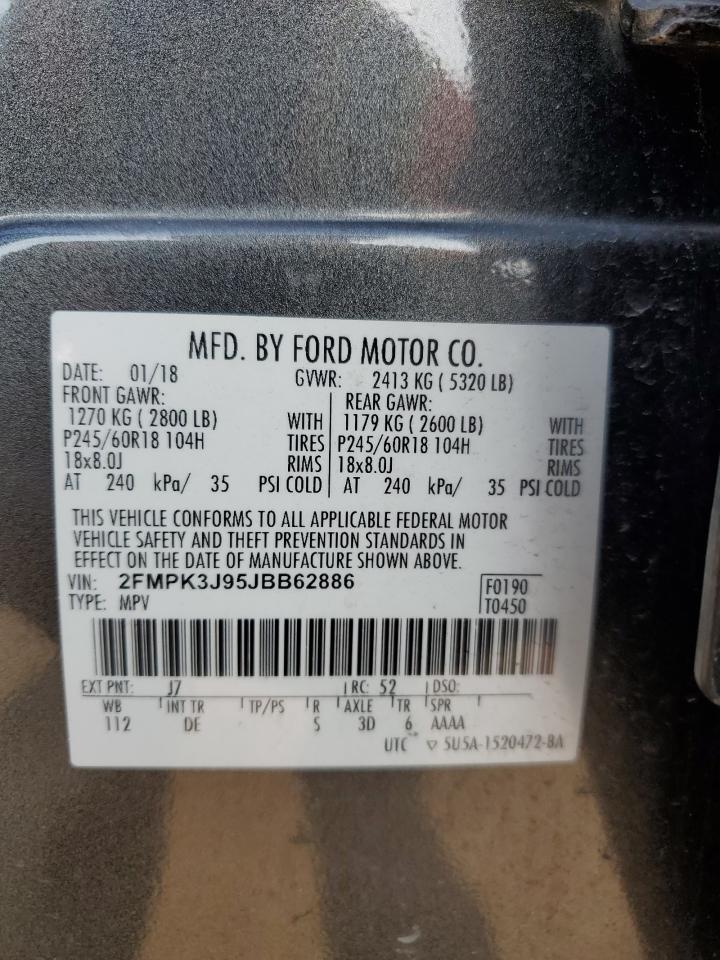 MFD. BY FORD MOTOR CO.
DATE: 01/18 GVWR: 2413 KG ( 5320 LB)
FRONT GAWR: REAR GAWR:
1270 KG ( 2800 LB) WITH 1179 KG ( 2600 LB) WITH
P245/60R18 104H TIRES P245/60R18 104H TIRES
18x8.0J RIMS 18x8.0J RIMS
AT 240 kPa/ 35 PSI COLD AT 240 kPa/ 35 PSI COLD
THIS VEHICLE CONFORMS TO ALL APPLICABLE FEDERAL MOTOR
VEHICLE SAFETY AND THEFT PREVENTION STANDARDS IN
EFFECT ON THE DATE OF MANUFACTURE SHOWN ABOVE.
VIN: 2FMPK3J95JBB62886 F0190
TYPE: MPV T0450
EXT PNT: J7 RC: 52 DSO:
WB INT TR TP/PS R AXLE TR SPR
112 DE S 3D 6 AAAA
UTC ▽ 5U5A-1520472-BA